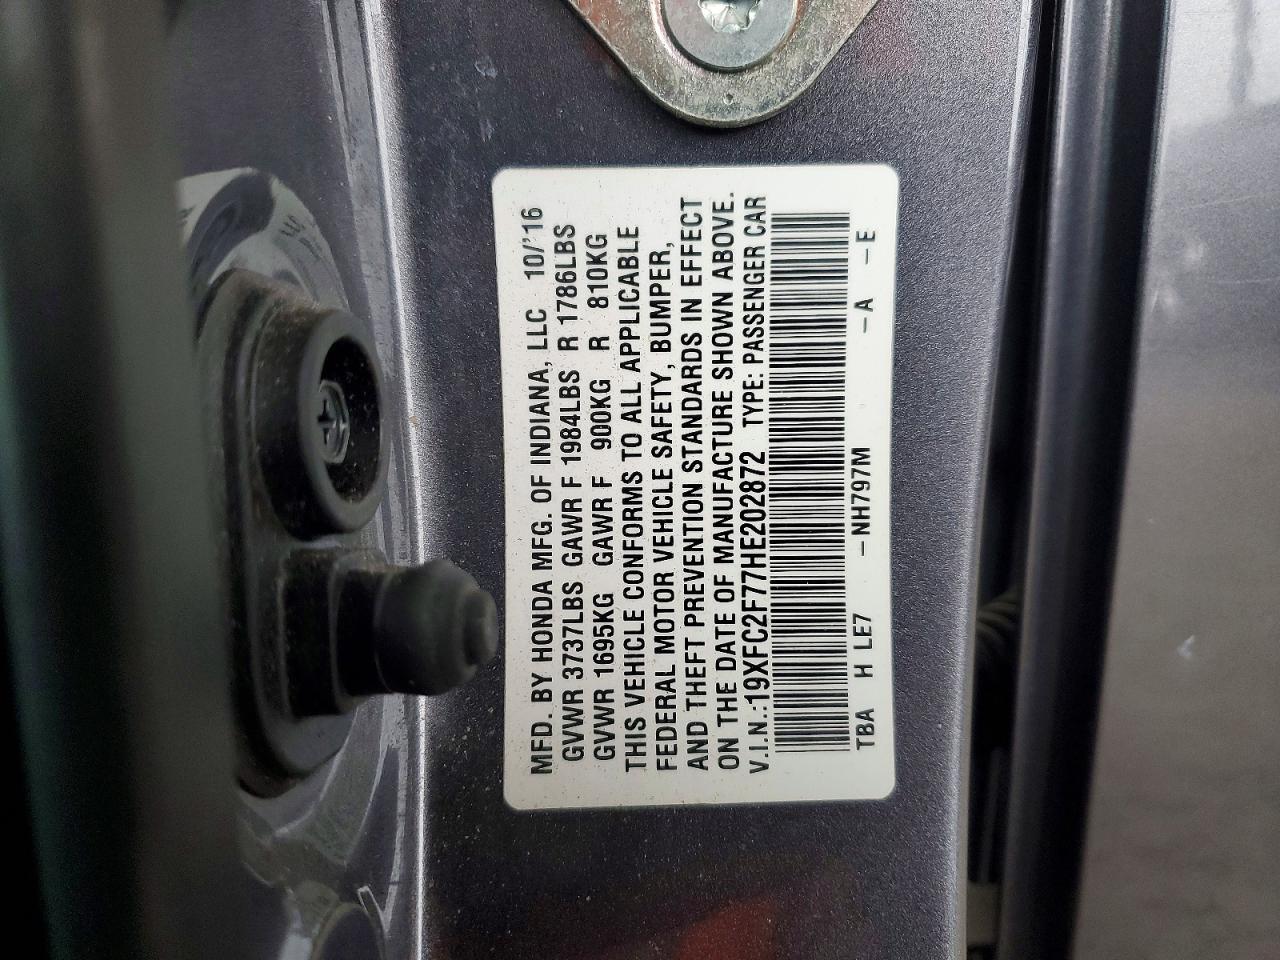 MFD. BY HONDA MFG. OF INDIANA, LLC 10/'16
GVWR 3737LBS GAWR F 1984LBS R 1786LBS
GVWR 1695KG GAWR F 900KG R 810KG
THIS VEHICLE CONFORMS TO ALL APPLICABLE
FEDERAL MOTOR VEHICLE SAFETY, BUMPER,
AND THEFT PREVENTION STANDARDS IN EFFECT
ON THE DATE OF MANUFACTURE SHOWN ABOVE.
V.I.N.:19XFC2F77HE202872 TYPE: PASSENGER CAR
TBA H LE7 -NH797M -A -E